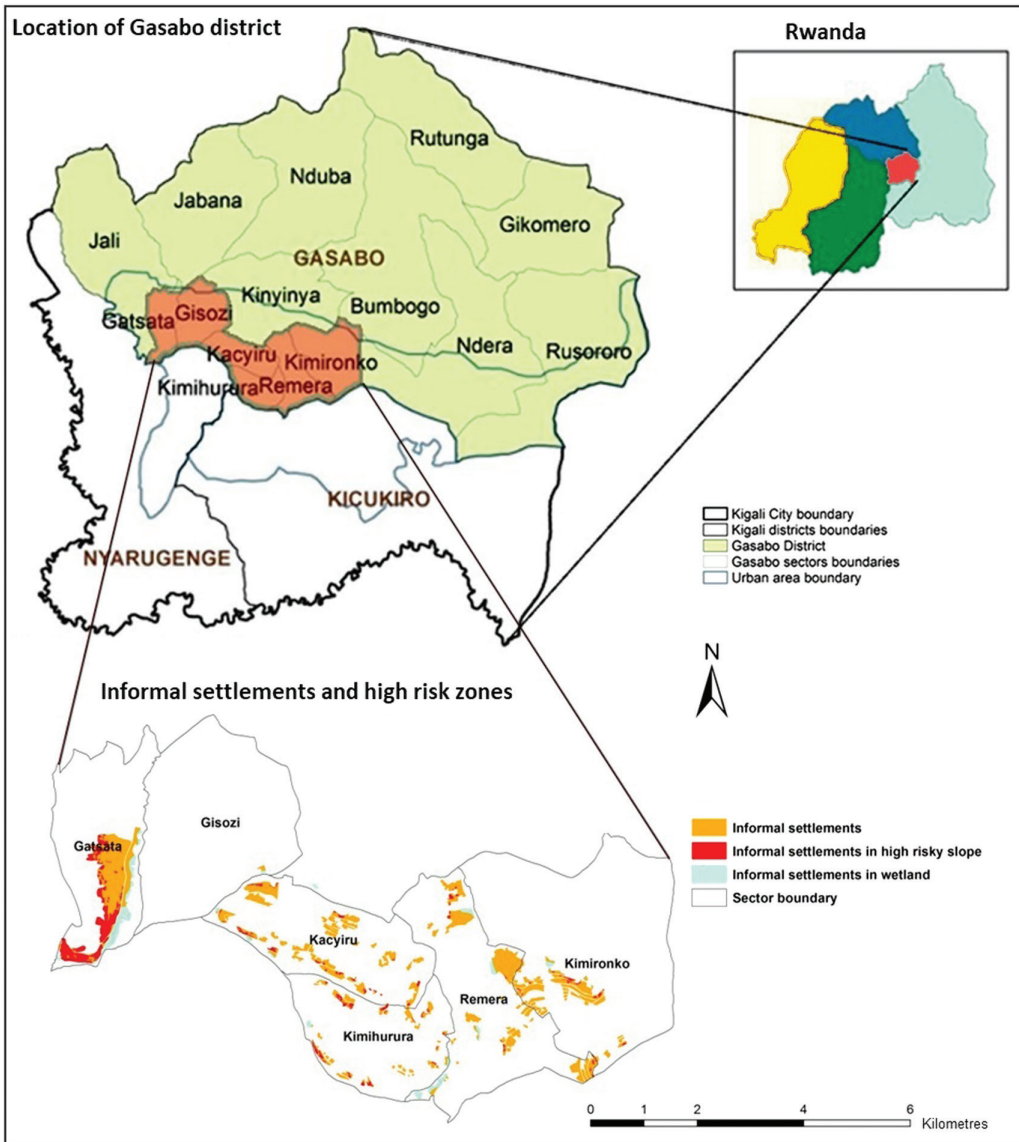 Location of Gasabo district
Rwanda
Rutunga
Nduba
Jabana
Gikomero
Jali
GASABO
Kinyinya
Bumbogo
Gatsata
Gisozi
Ndera
Rusororo
Kacyiru
Kimironko
Kimihurura
Remera
KICUKIRO
NYARUGENGE
Kigali City boundary
Kigali districts boundaries
Gasabo District
Gasabo sectors boundaries
Urban area boundary
N
Informal settlements and high risk zones
Gisozi
Gatsata
Informal settlements
Informal settlements in high risky slope
Informal settlements in wetland
Sector boundary
Kacyiru
Kimironko
Remera
Kimihurura
0 1 2 4 6
Kilometres